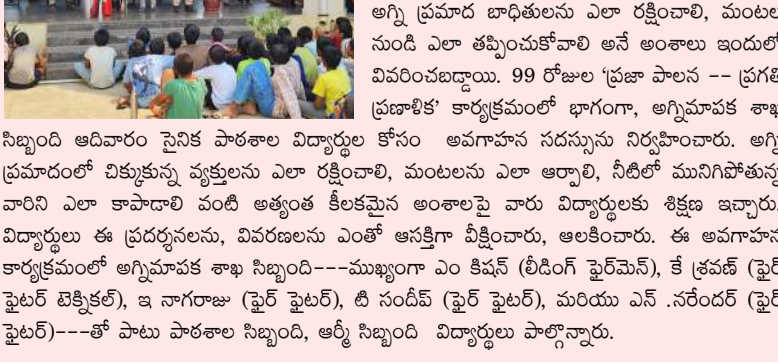 అగ్ని ప్రమాద బాధితులను ఎలా రక్షించాలి, మంటల
నుండి ఎలా తప్పించుకోవాలి అనే అంశాలు ఇందులో
వివరించబడ్డాయి. 99 రోజుల ‘ప్రజా పాలన -- ప్రగతి
ప్రణాళిక’ కార్యక్రమంలో భాగంగా, అగ్నిమాపక శాఖ
సిబ్బంది ఆదివారం సైనిక పాఠశాల విద్యార్థుల కోసం అవగాహన సదస్సును నిర్వహించారు. అగ్ని
ప్రమాదంలో చిక్కుకున్న వ్యక్తులను ఎలా రక్షించాలి, మంటలను ఎలా ఆర్పాలి, నీటిలో మునిగిపోతున్న
వారిని ఎలా కాపాడాలి వంటి అత్యంత కీలకమైన అంశాలపై వారు విద్యార్థులకు శిక్షణ ఇచ్చారు.
విద్యార్థులు ఈ ప్రదర్శనలను, వివరణలను ఎంతో ఆసక్తిగా వీక్షించారు, ఆలకించారు. ఈ అవగాహన
కార్యక్రమంలో అగ్నిమాపక శాఖ సిబ్బంది---ముఖ్యంగా ఎం కిషన్ (లీడింగ్ ఫైర్‌మెన్), కే శ్రవణ్ (ఫైర్
ఫైటర్ టెక్నికల్), ఇ నాగరాజు (ఫైర్ ఫైటర్), టి సందీప్ (ఫైర్ ఫైటర్), మరియు ఎన్ .నరేందర్ (ఫైర్
ఫైటర్)---తో పాటు పాఠశాల సిబ్బంది, ఆర్మీ సిబ్బంది విద్యార్థులు పాల్గొన్నారు.